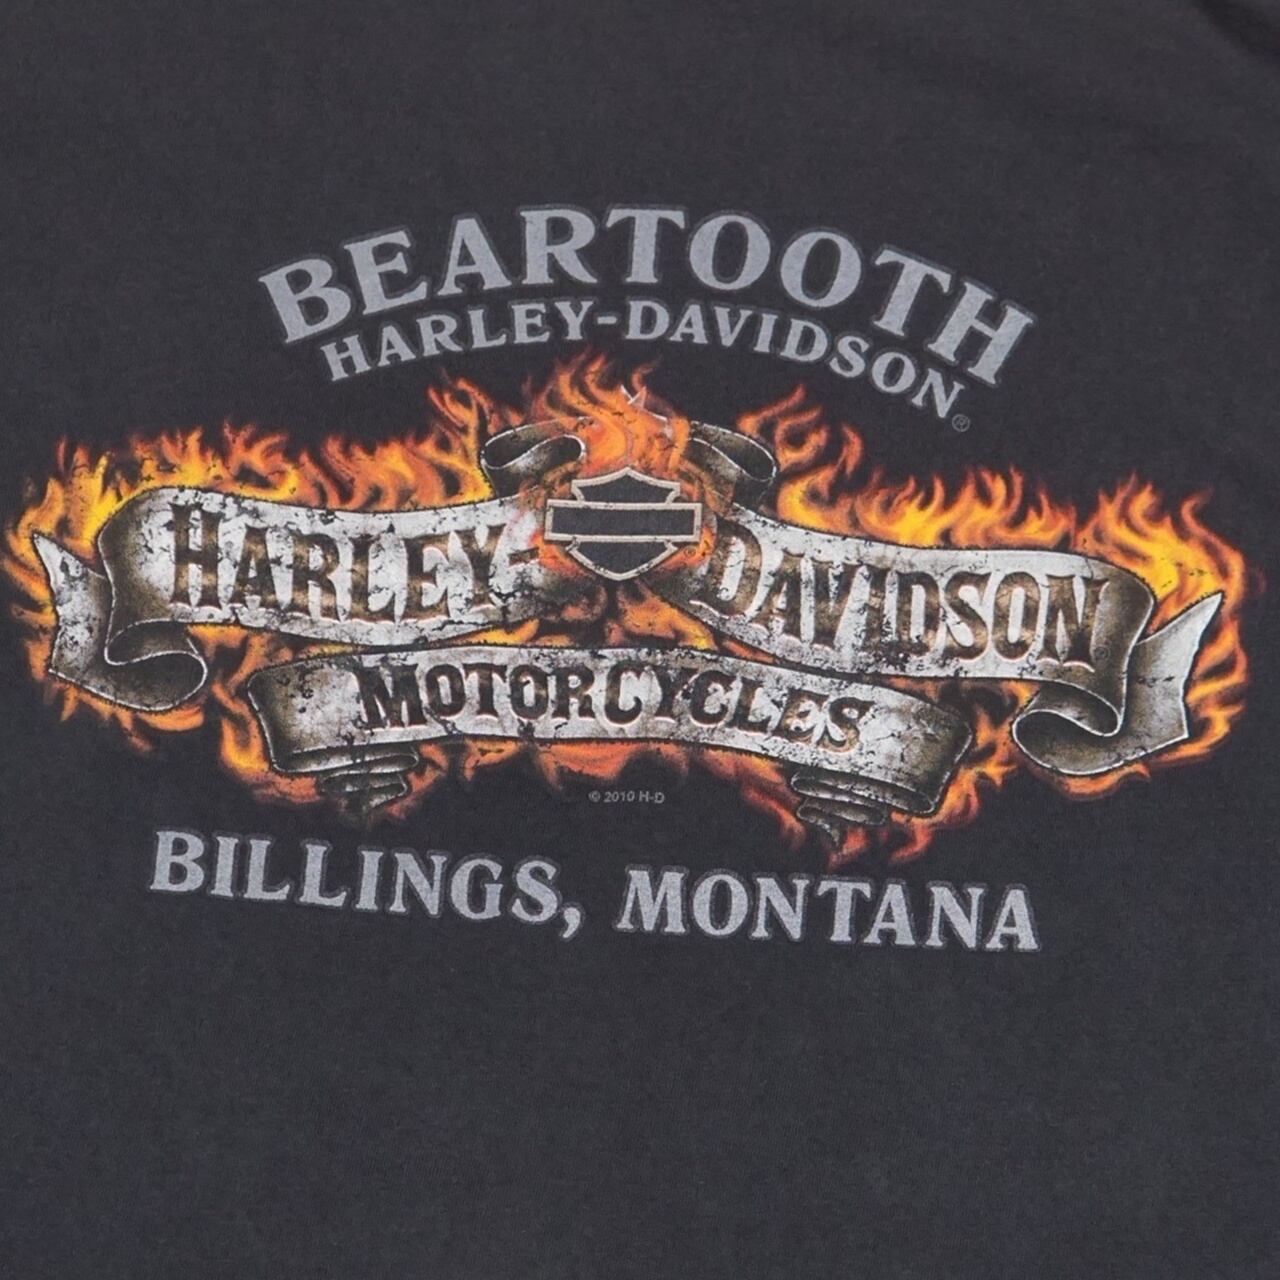 BEARTOOTH
HARLEY-DAVIDSON®
HARLEY-DAVIDSON
MOTORCYCLES
© 2010 H-D
BILLINGS, MONTANA